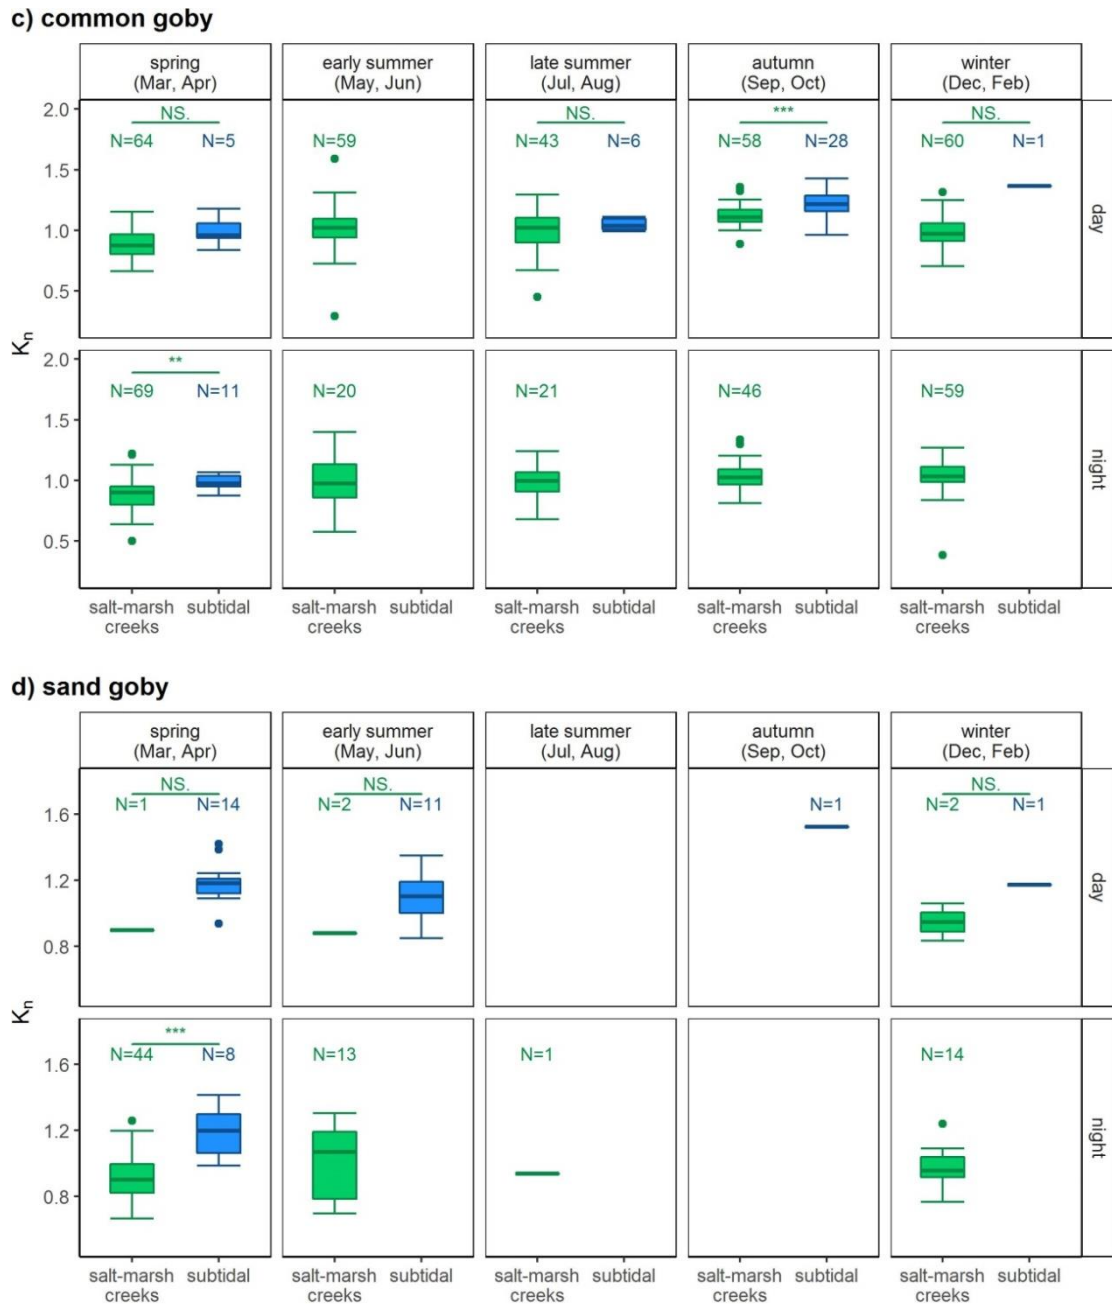 c) common goby
spring early summer late summer autumn winter
(Mar, Apr) (May, Jun) (Jul, Aug) (Sep, Oct) (Dec, Feb)
2.0
NS. NS. *** NS.
N=64 N=5 N=59 N=43 N=6 N=58 N=28 N=60 N=1
1.5
1.0
0.5
day
Kn
2.0
**
N=69 N=11 N=20 N=21 N=46 N=59
1.5
1.0
0.5
night
salt-marsh subtidal salt-marsh subtidal salt-marsh subtidal salt-marsh subtidal salt-marsh subtidal
creeks creeks creeks creeks creeks
d) sand goby
spring early summer late summer autumn winter
(Mar, Apr) (May, Jun) (Jul, Aug) (Sep, Oct) (Dec, Feb)
NS. NS. NS.
N=1 N=14 N=2 N=11 N=1 N=2 N=1
1.6
1.2
0.8
day
Kn
***
N=44 N=8 N=13 N=1 N=14
1.6
1.2
0.8
night
salt-marsh subtidal salt-marsh subtidal salt-marsh subtidal salt-marsh subtidal salt-marsh subtidal
creeks creeks creeks creeks creeks